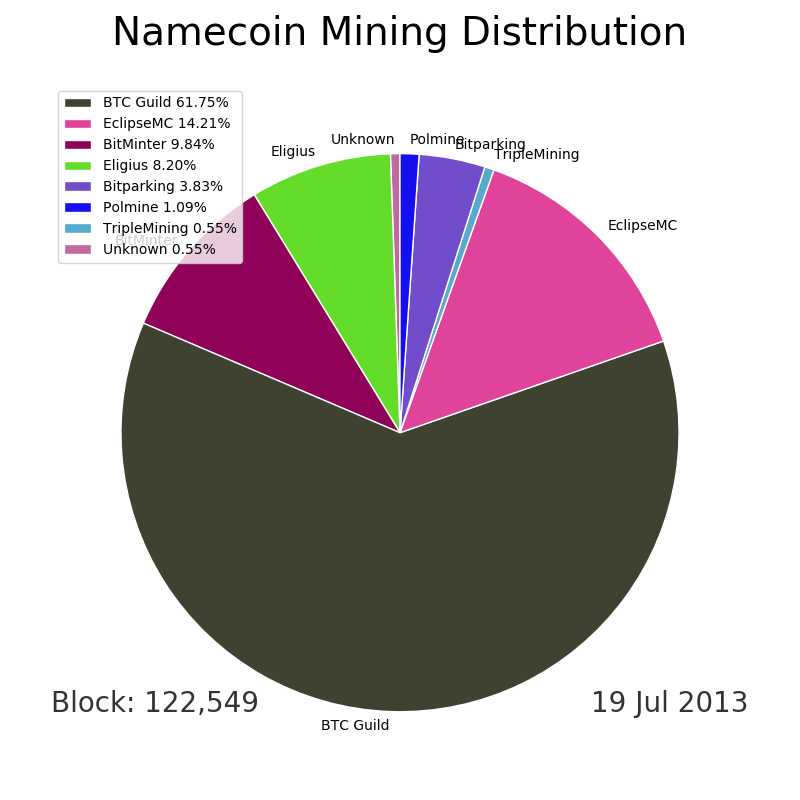 Namecoin Mining Distribution
BTC Guild 61.75%
EclipseMC 14.21%
BitMinter 9.84%
Eligius 8.20%
Bitparking 3.83%
Polmine 1.09%
TripleMining 0.55%
Unknown 0.55%
Unknown
Polmine
Bitparking
Eligius
TripleMining
EclipseMC
BitMinter
Block: 122,549
19 Jul 2013
BTC Guild